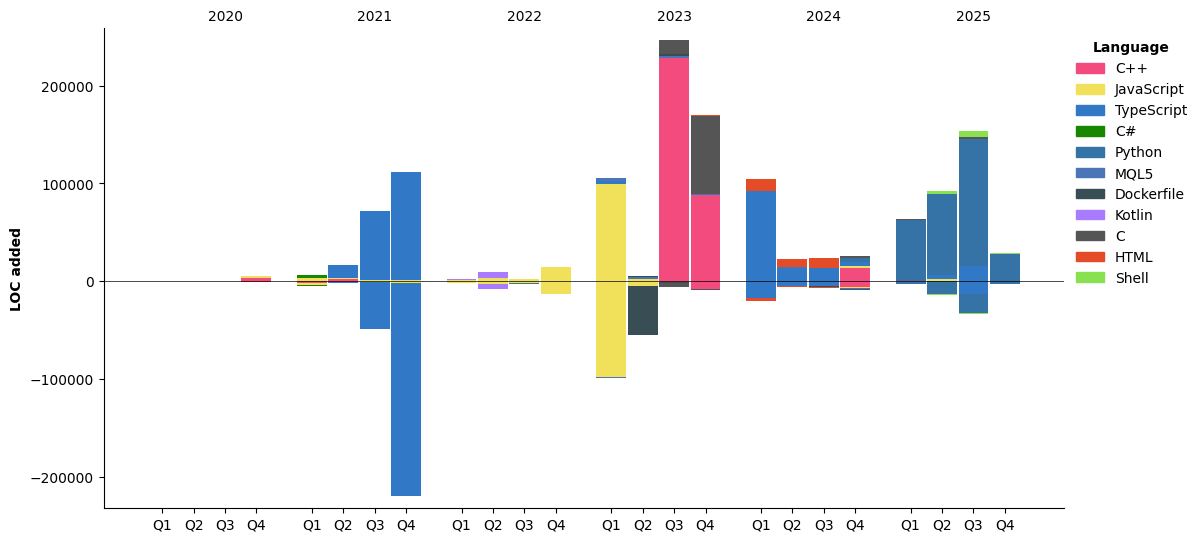 2020 2021 2022 2023 2024 2025
Language
C++
JavaScript
TypeScript
C#
Python
MQL5
Dockerfile
Kotlin
C
HTML
Shell
LOC added
200000
100000
0
−100000
−200000
Q1 Q2 Q3 Q4 Q1 Q2 Q3 Q4 Q1 Q2 Q3 Q4 Q1 Q2 Q3 Q4 Q1 Q2 Q3 Q4 Q1 Q2 Q3 Q4